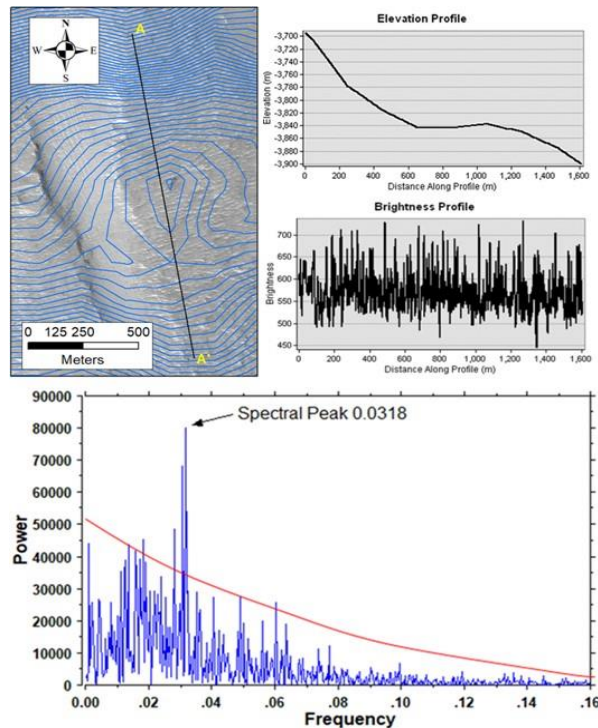 N
W
E
S
A
A'
0 125 250 500
Meters
Elevation Profile
Elevation (m)
-3,700
-3,720
-3,740
-3,760
-3,780
-3,800
-3,820
-3,840
-3,860
-3,880
-3,900
0 200 400 600 800 1,000 1,200 1,400 1,600
Distance Along Profile (m)
Brightness Profile
Brightness
700
650
600
550
500
450
0 200 400 600 800 1,000 1,200 1,400 1,600
Distance Along Profile (m)
Spectral Peak 0.0318
Power
90000
80000
70000
60000
50000
40000
30000
20000
10000
0
0.00 .02 .04 .06 .08 .10 .12 .14 .16
Frequency